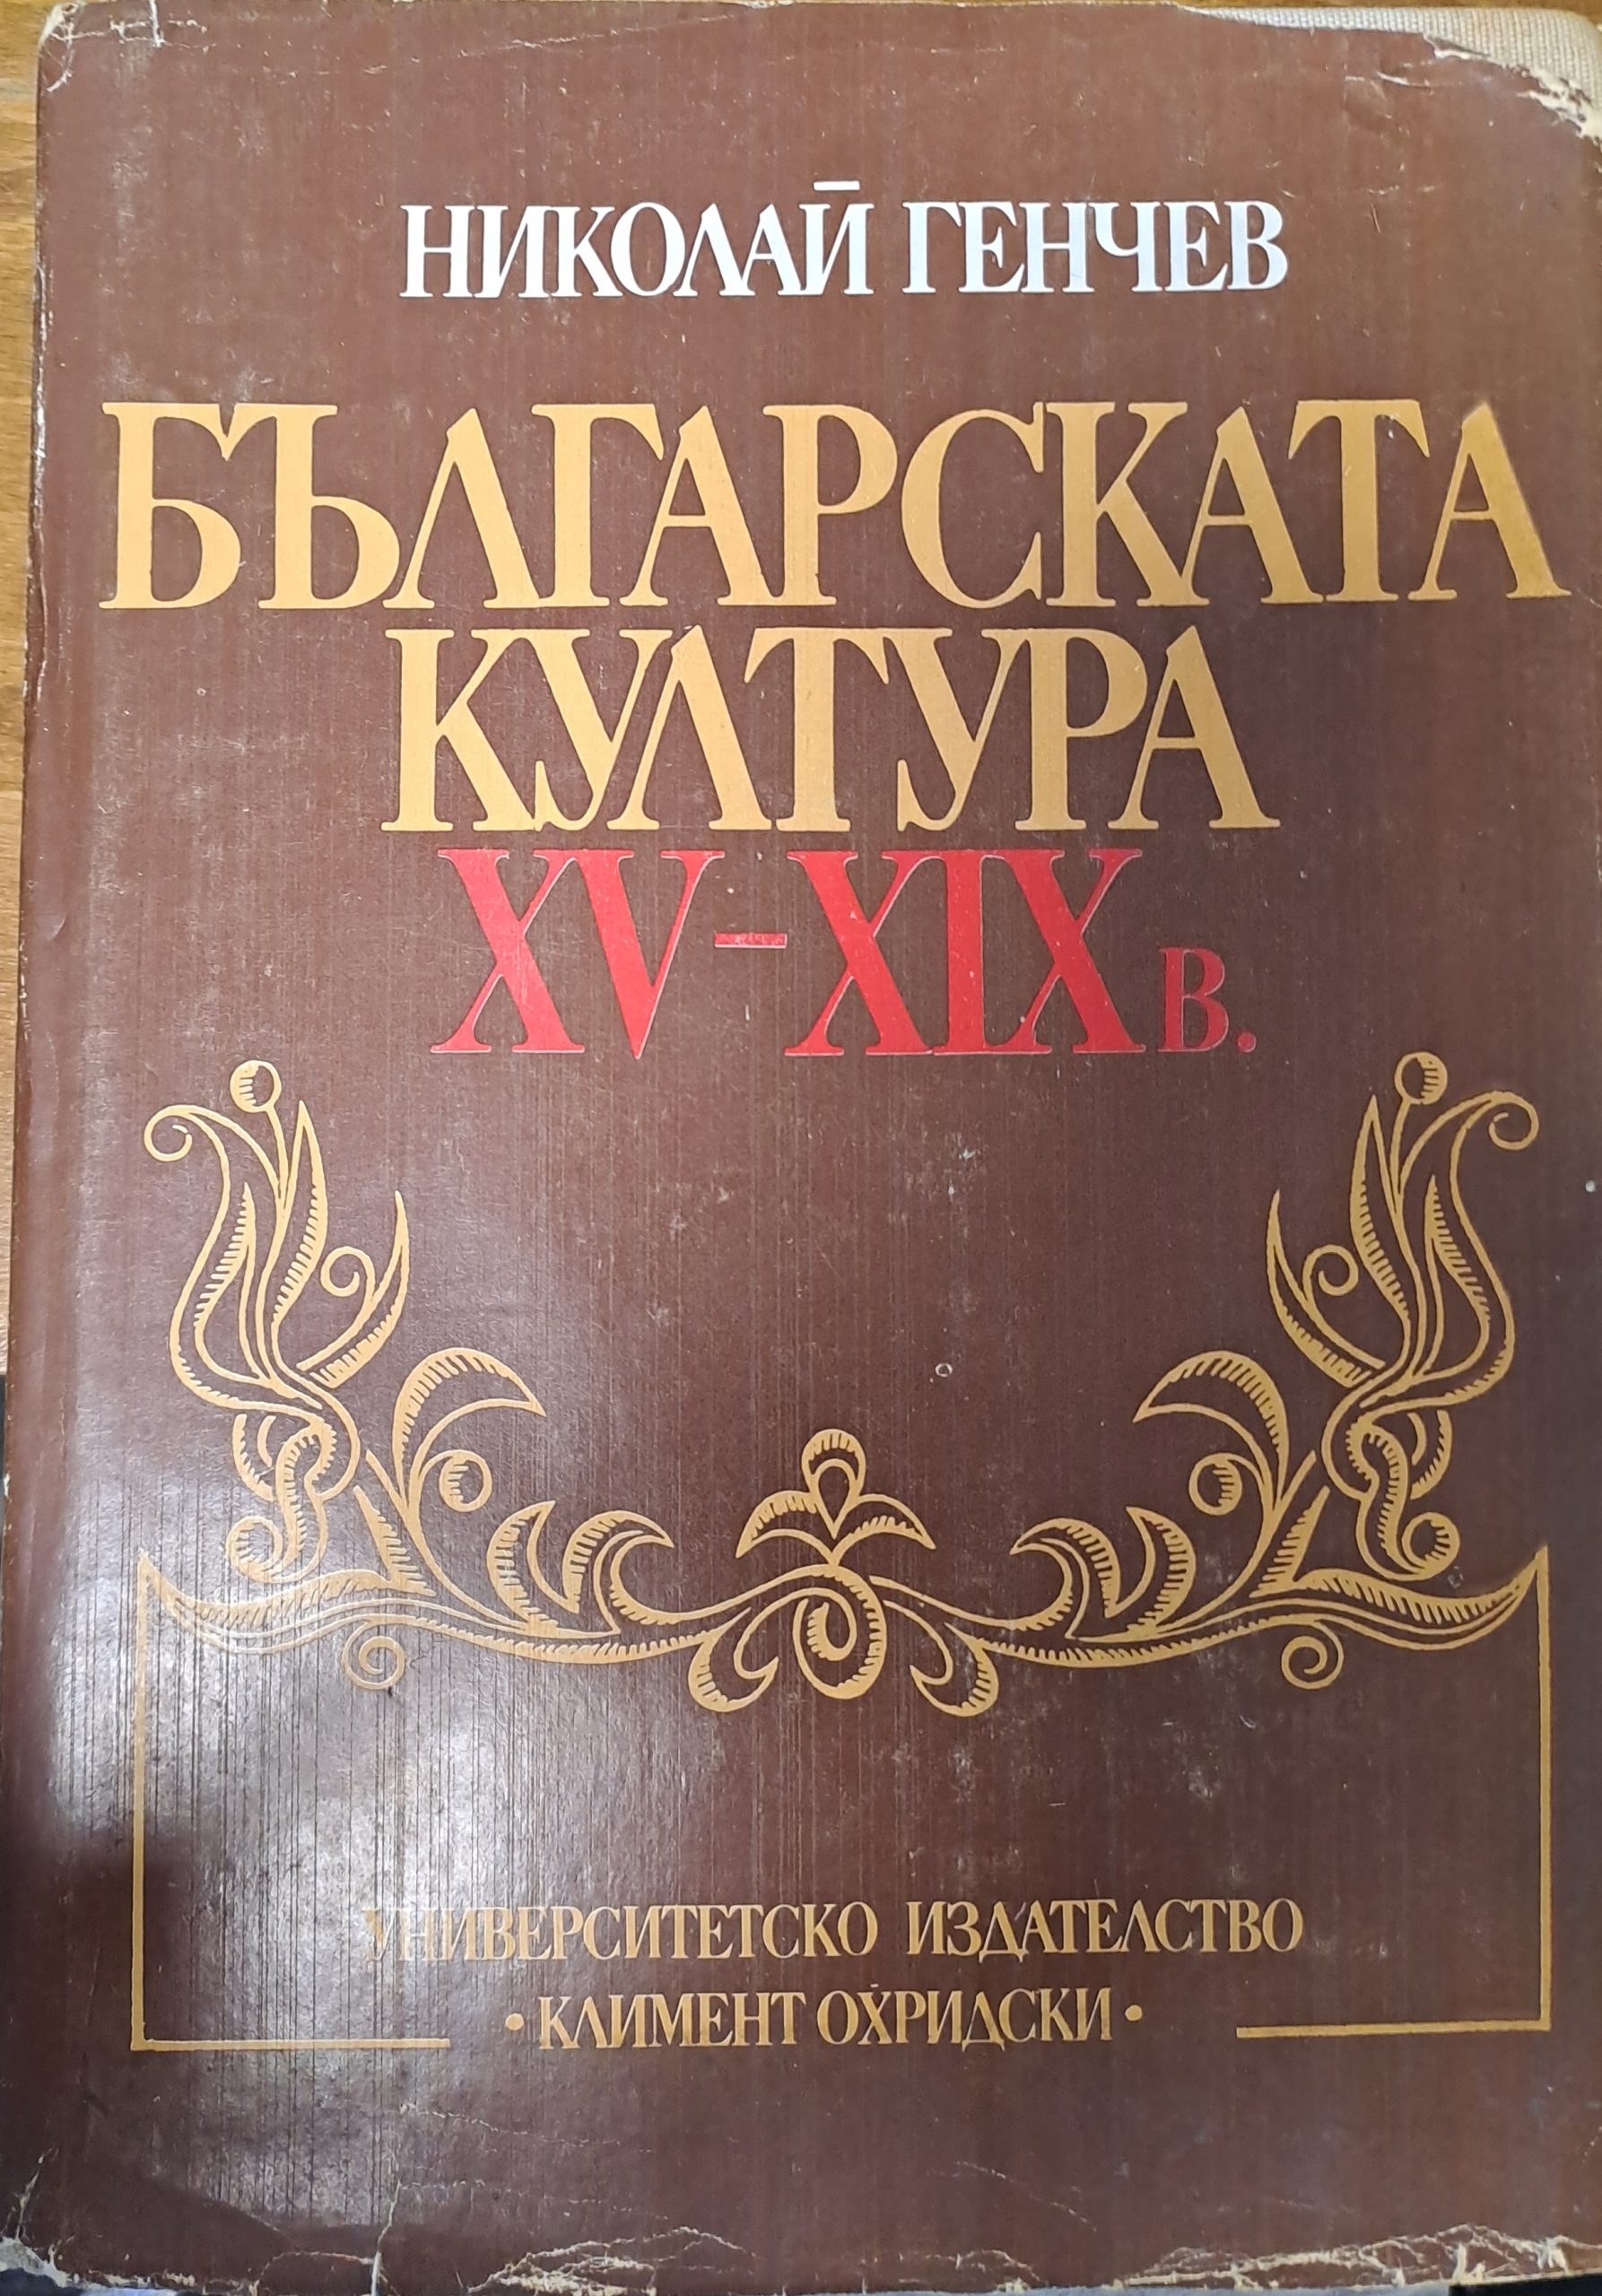 НИКОЛАЙ ГЕНЧЕВ
БЪЛГАРСКАТА
КУЛТУРА
XV–XIX В.
УНИВЕРСИТЕТСКО ИЗДАТЕЛСТВО
• КЛИМЕНТ ОХРИДСКИ •